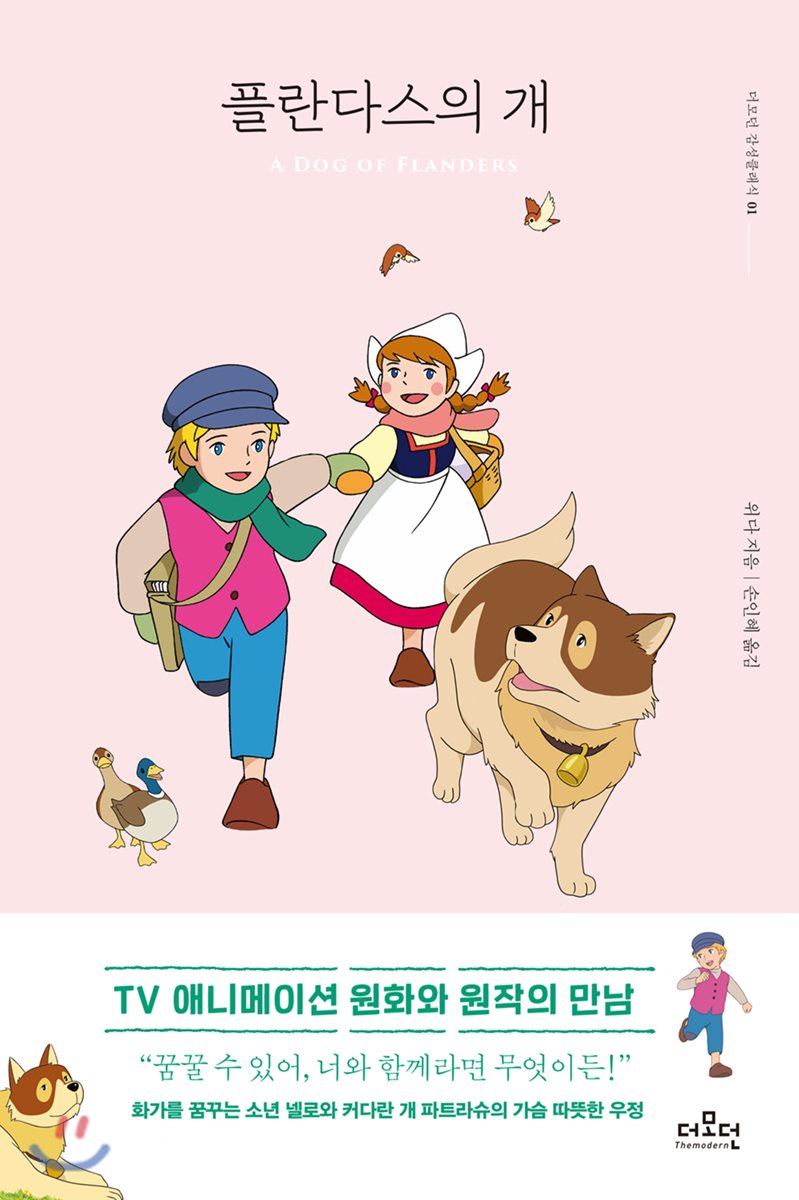 플란다스의 개
A DOG OF FLANDERS
더모던 감성클래식 01
위다 지음 | 손인혜 옮김
TV 애니메이션 원화와 원작의 만남
“꿈꿀 수 있어, 너와 함께라면 무엇이든!”
화가를 꿈꾸는 소년 넬로와 커다란 개 파트라슈의 가슴 따뜻한 우정
더모던
Themodern